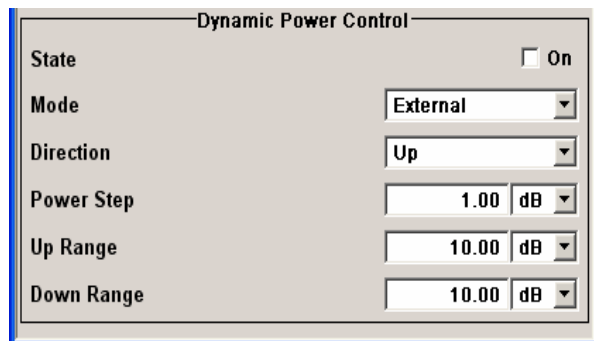 Dynamic Power Control
State On
Mode External
Direction Up
Power Step 1.00 dB
Up Range 10.00 dB
Down Range 10.00 dB